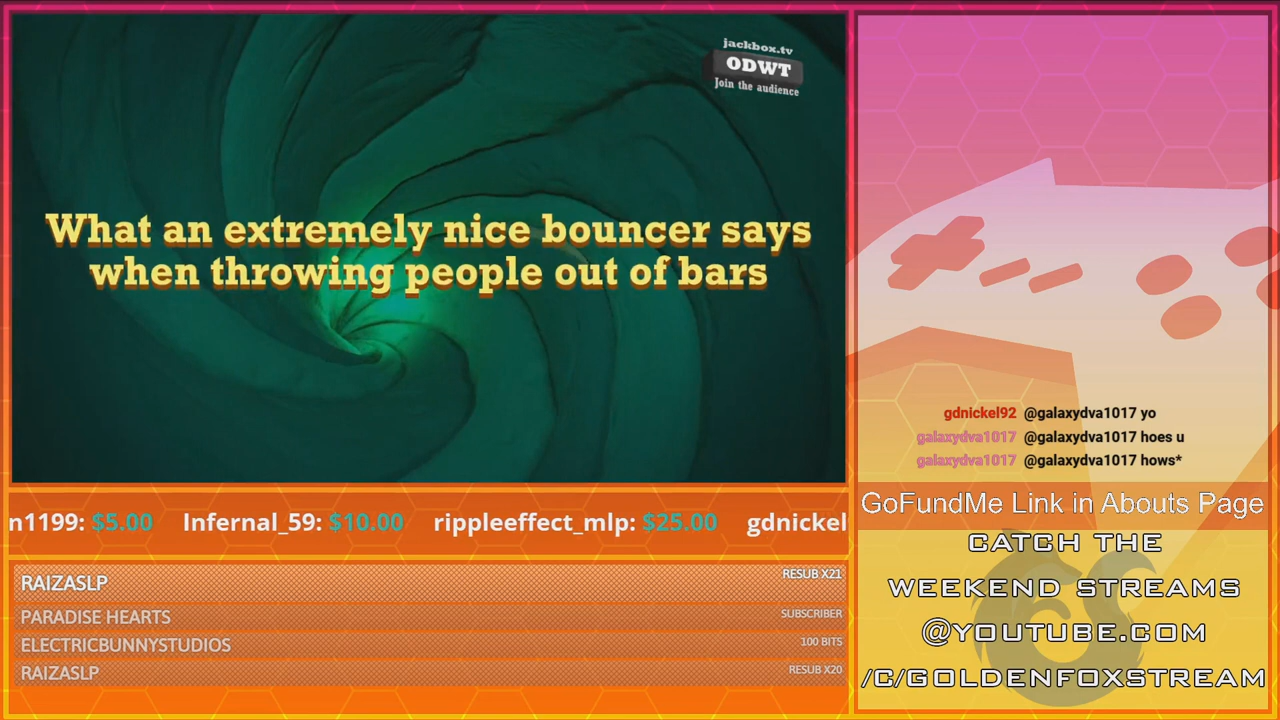 jackbox.tv
ODWT
Join the audience
What an extremely nice bouncer says
when throwing people out of bars
gdnickel92 @galaxydva1017 yo
galaxydva1017 @galaxydva1017 hoes u
galaxydva1017 @galaxydva1017 hows*
GoFundMe Link in Abouts Page
n1199: $5.00 Infernal_59: $10.00 rippleeffect_mlp: $25.00 gdnickel
CATCH THE
WEEKEND STREAMS
@YOUTUBE.COM
/C/GOLDENFOXSTREAM
RAIZASLP RESUB X21
PARADISE HEARTS SUBSCRIBER
ELECTRICBUNNYSTUDIOS 100 BITS
RAIZASLP RESUB X20